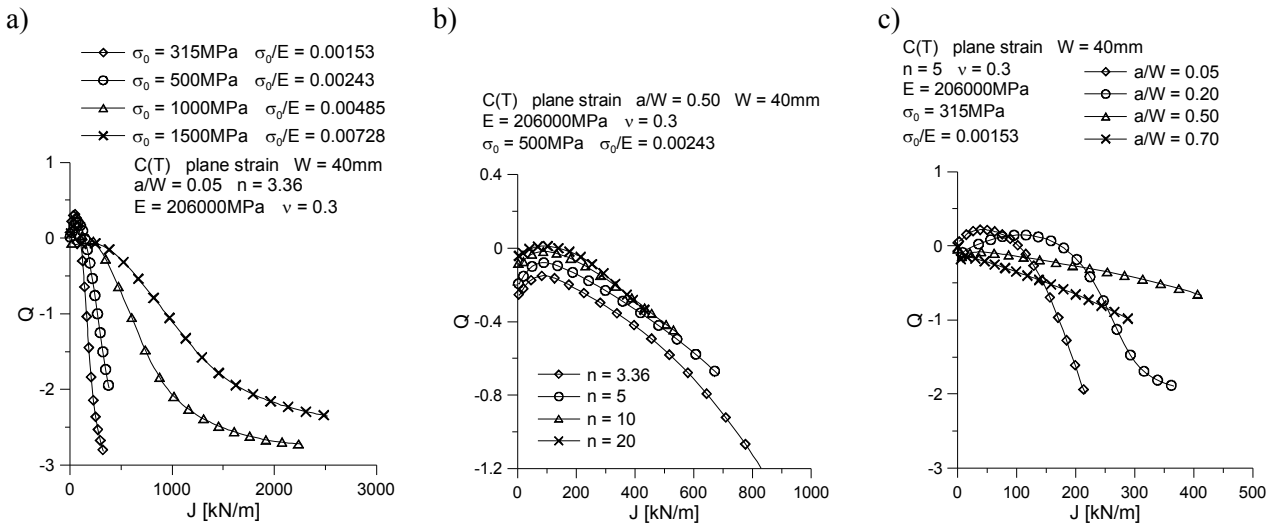 a)
σ₀ = 315MPa σ₀/E = 0.00153
σ₀ = 500MPa σ₀/E = 0.00243
σ₀ = 1000MPa σ₀/E = 0.00485
σ₀ = 1500MPa σ₀/E = 0.00728
C(T) plane strain W = 40mm
a/W = 0.05 n = 3.36
E = 206000MPa ν = 0.3
1
0
-1
-2
-3
Q
0 1000 2000 3000
J [kN/m]
b)
C(T) plane strain a/W = 0.50 W = 40mm
E = 206000MPa ν = 0.3
σ₀ = 500MPa σ₀/E = 0.00243
0.4
0
-0.4
-0.8
-1.2
Q
n = 3.36
n = 5
n = 10
n = 20
0 200 400 600 800 1000
J [kN/m]
c)
C(T) plane strain W = 40mm
n = 5 ν = 0.3
E = 206000MPa
σ₀ = 315MPa
σ₀/E = 0.00153
a/W = 0.05
a/W = 0.20
a/W = 0.50
a/W = 0.70
1
0
-1
-2
-3
Q
0 100 200 300 400 500
J [kN/m]